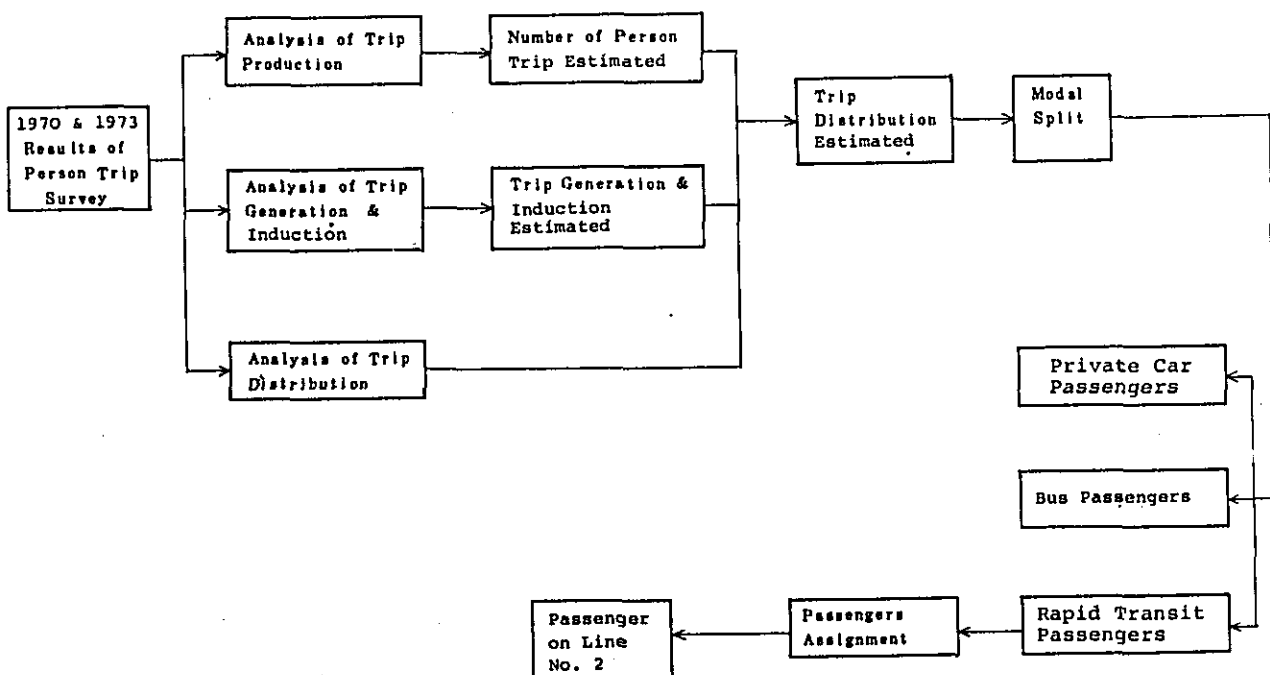 Analysis of Trip
Production
Number of Person
Trip Estimated
Trip
Distribution
Estimated
Modal
Split
1970 & 1973
Results of
Person Trip
Survey
Analysis of Trip
Generation &
Induction
Trip Generation &
Induction
Estimated
Analysis of Trip
Distribution
Private Car
Passengers
Bus Passengers
Rapid Transit
Passengers
Passengers
Assignment
Passenger
on Line
No. 2